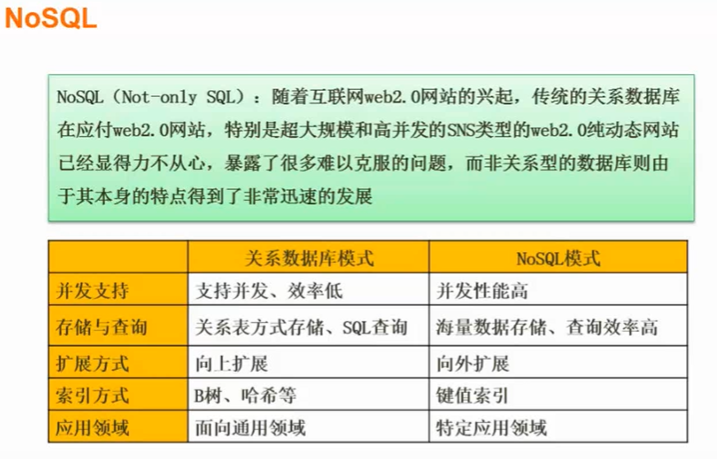 NoSQL
NoSQL（Not-only SQL）：随着互联网web2.0网站的兴起，传统的关系数据库
在应付web2.0网站，特别是超大规模和高并发的SNS类型的web2.0纯动态网站
已经显得力不从心，暴露了很多难以克服的问题，而非关系型的数据库则由
于其本身的特点得到了非常迅速的发展
关系数据库模式 NoSQL模式
并发支持 支持并发、效率低 并发性能高
存储与查询 关系表方式存储、SQL查询 海量数据存储、查询效率高
扩展方式 向上扩展 向外扩展
索引方式 B树、哈希等 键值索引
应用领域 面向通用领域 特定应用领域